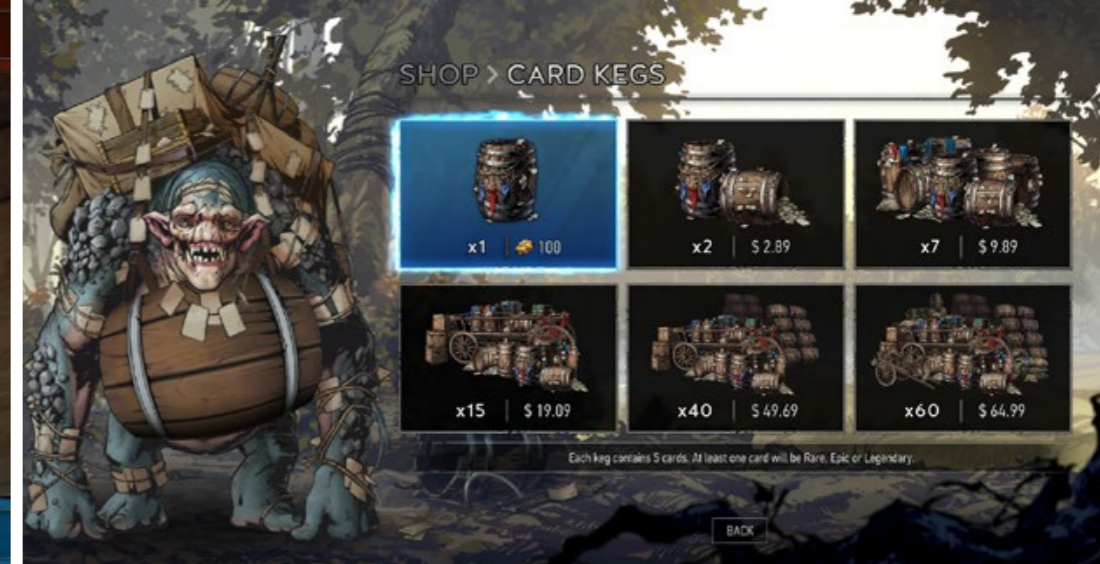 SHOP > CARD KEGS
x1 | 100
x2 | $2.89
x7 | $9.89
x15 | $19.09
x40 | $49.69
x60 | $64.99
Each keg contains 5 cards. At least one card will be Rare, Epic or Legendary.
BACK